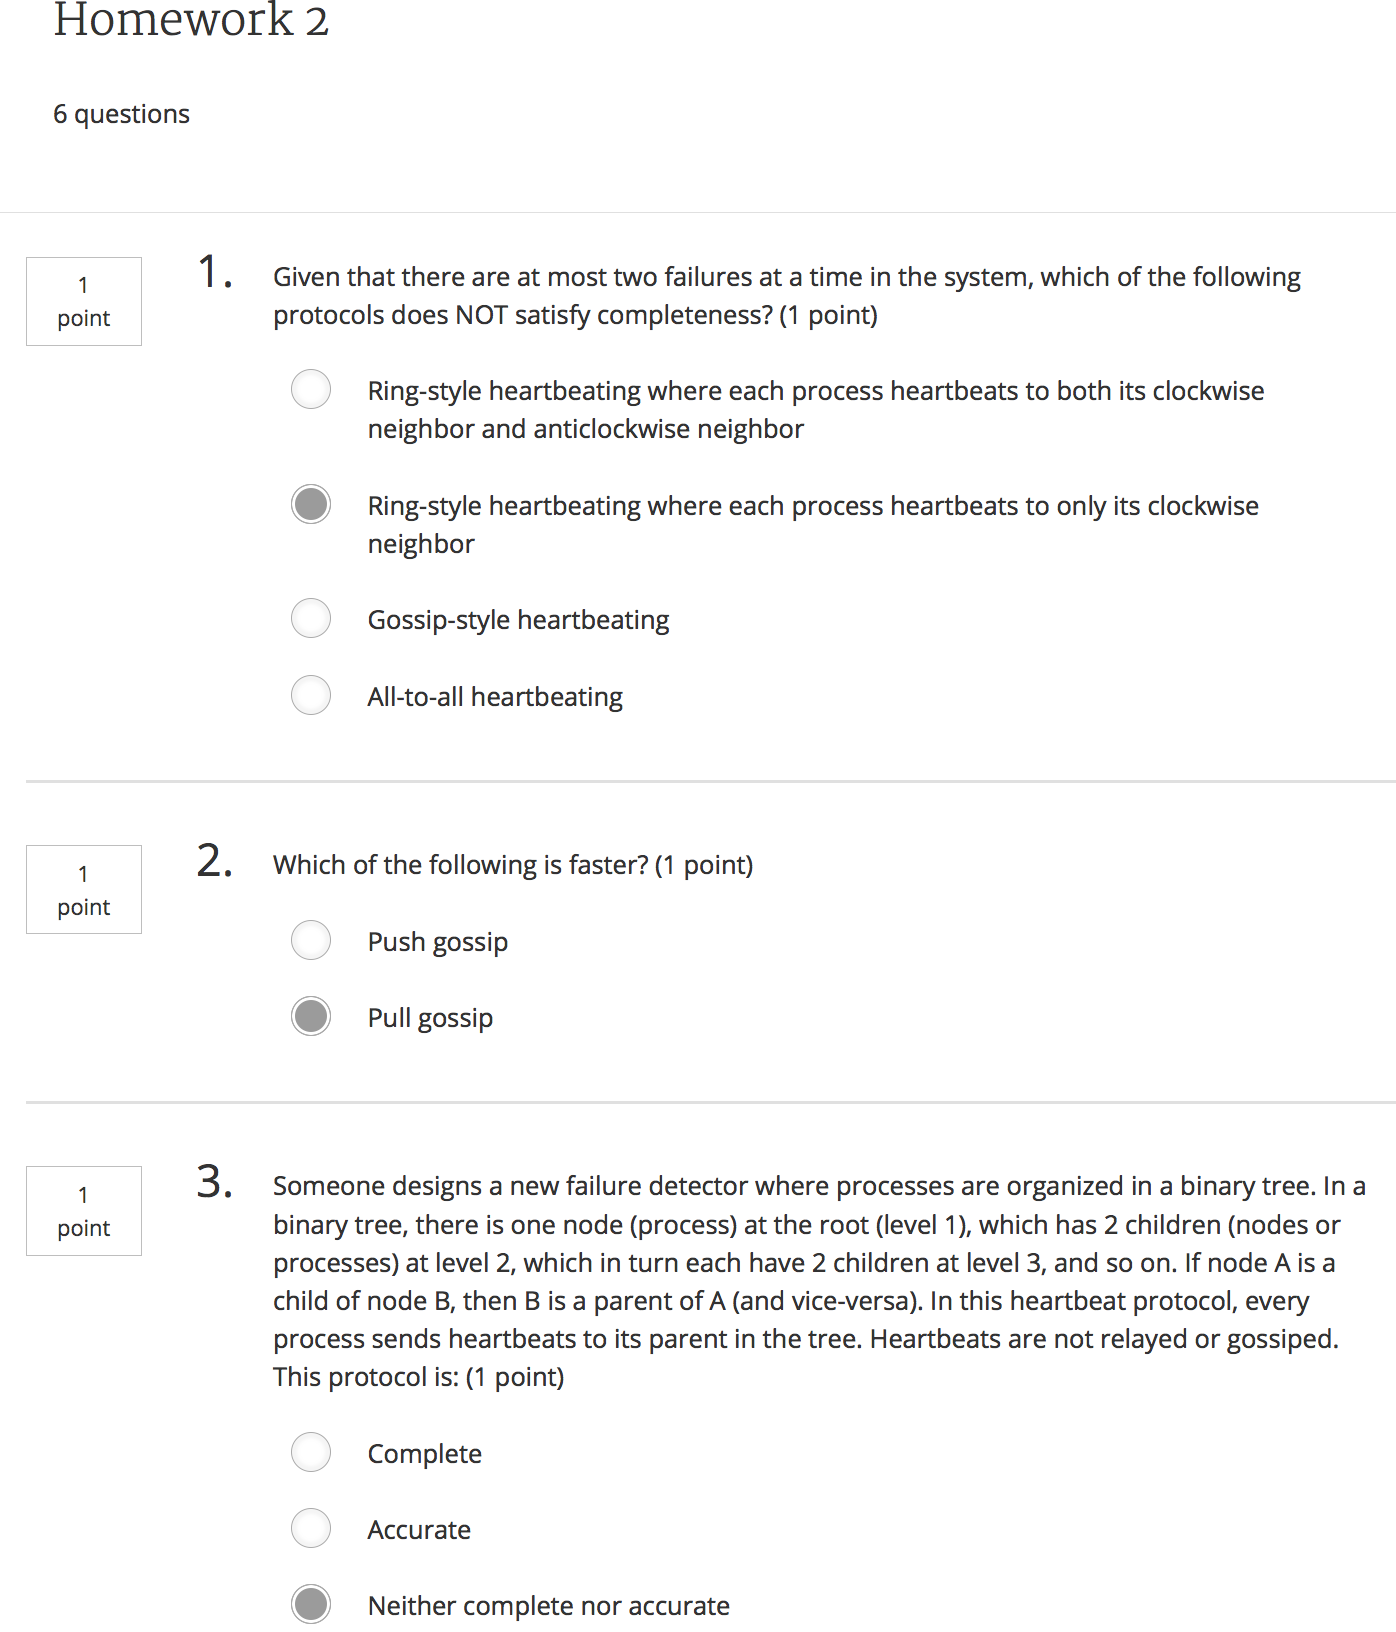 Homework 2
6 questions
1
point
1.
Given that there are at most two failures at a time in the system, which of the following
protocols does NOT satisfy completeness? (1 point)
Ring-style heartbeating where each process heartbeats to both its clockwise
neighbor and anticlockwise neighbor
Ring-style heartbeating where each process heartbeats to only its clockwise
neighbor
Gossip-style heartbeating
All-to-all heartbeating
1
point
2.
Which of the following is faster? (1 point)
Push gossip
Pull gossip
1
point
3.
Someone designs a new failure detector where processes are organized in a binary tree. In a
binary tree, there is one node (process) at the root (level 1), which has 2 children (nodes or
processes) at level 2, which in turn each have 2 children at level 3, and so on. If node A is a
child of node B, then B is a parent of A (and vice-versa). In this heartbeat protocol, every
process sends heartbeats to its parent in the tree. Heartbeats are not relayed or gossiped.
This protocol is: (1 point)
Complete
Accurate
Neither complete nor accurate